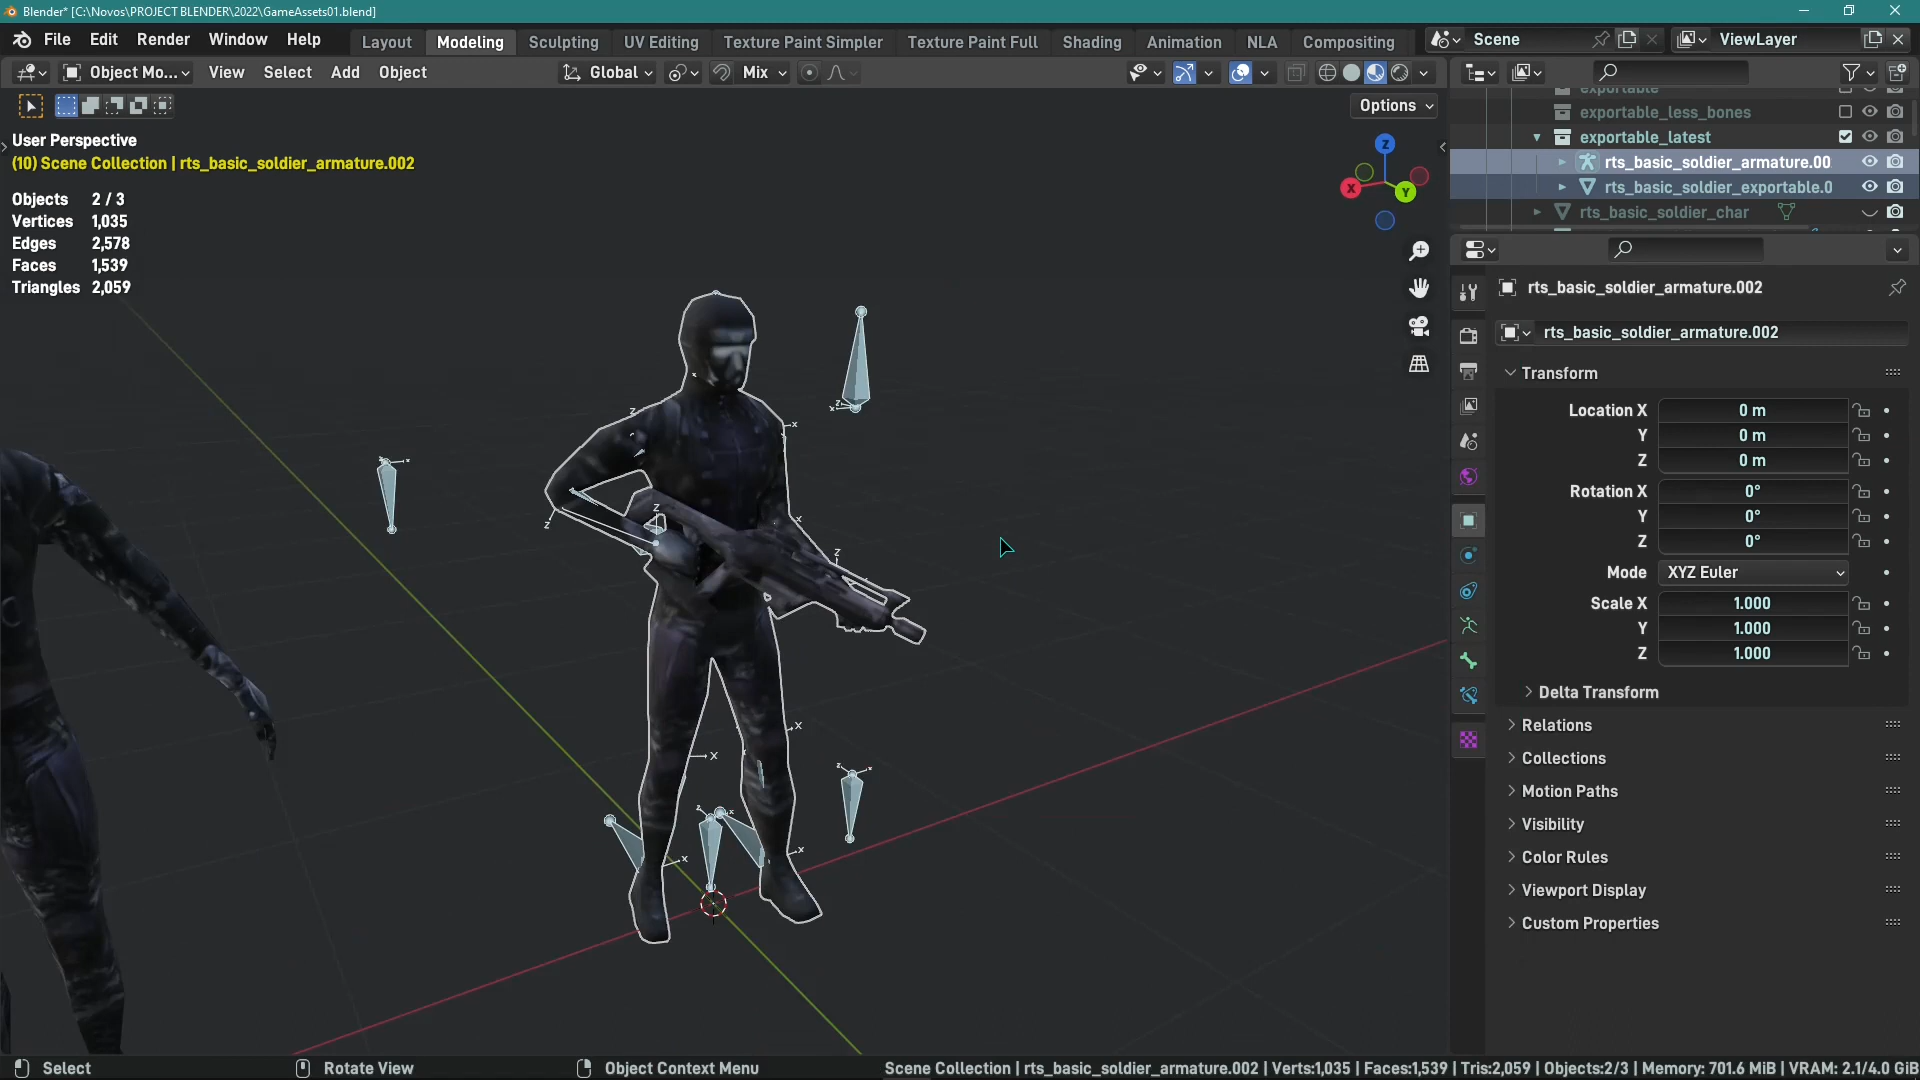 Blender* [C:\Novos\PROJECT BLENDER\2022\GameAssets01.blend]
File Edit Render Window Help
Layout Modeling Sculpting UV Editing Texture Paint Simpler Texture Paint Full Shading Animation NLA Compositing
Scene
ViewLayer
Object Mo... View Select Add Object
Global
Mix
Options
User Perspective
(10) Scene Collection | rts_basic_soldier_armature.002
Objects 2 / 3
Vertices 1,035
Edges 2,578
Faces 1,539
Triangles 2,059
Z
X
Y
exportable
exportable_less_bones
exportable_latest
rts_basic_soldier_armature.00
rts_basic_soldier_exportable.0
rts_basic_soldier_char
rts_basic_soldier_armature.002
rts_basic_soldier_armature.002
Transform
Location X 0 m
Y 0 m
Z 0 m
Rotation X 0°
Y 0°
Z 0°
Mode XYZ Euler
Scale X 1.000
Y 1.000
Z 1.000
Delta Transform
Relations
Collections
Motion Paths
Visibility
Color Rules
Viewport Display
Custom Properties
Select
Rotate View
Object Context Menu
Scene Collection | rts_basic_soldier_armature.002 | Verts:1,035 | Faces:1,539 | Tris:2,059 | Objects:2/3 | Memory: 701.6 MiB | VRAM: 2.1/4.0 GiB